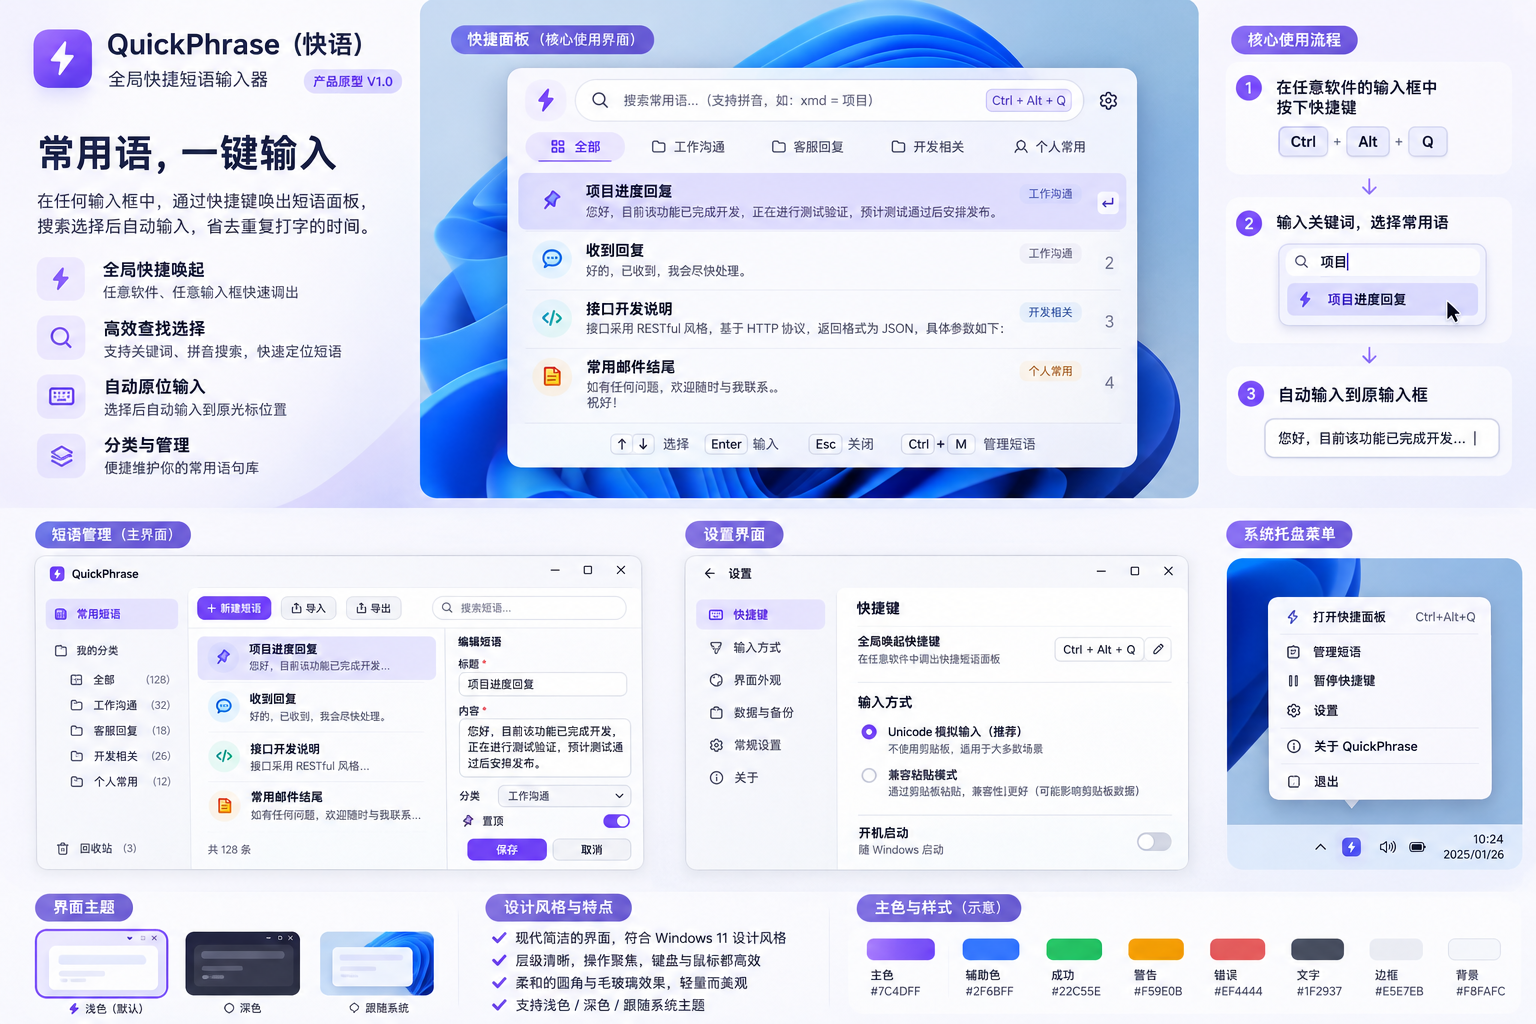 QuickPhrase（快语）
全局快捷短语输入器
产品原型 V1.0
常用语，一键输入
在任何输入框中，通过快捷键唤出短语面板，
搜索选择后自动输入，省去重复打字的时间。
全局快捷唤起
任意软件、任意输入框快速调出
高效查找选择
支持关键词、拼音搜索，快速定位短语
自动原位输入
选择后自动输入到原光标位置
分类与管理
便捷维护你的常用语句库
快捷面板（核心使用界面）
搜索常用语...（支持拼音，如：xmd = 项目）
Ctrl + Alt + Q
全部
工作沟通
客服回复
开发相关
个人常用
项目进度回复
您好，目前该功能已完成开发，正在进行测试验证，预计测试通过后安排发布。
工作沟通
收到回复
好的，已收到，我会尽快处理。
工作沟通
2
接口开发说明
接口采用 RESTful 风格，基于 HTTP 协议，返回格式为 JSON，具体参数如下：
开发相关
3
常用邮件结尾
如有任何问题，欢迎随时与我联系。。
祝好！
个人常用
4
↑ ↓ 选择 Enter 输入 Esc 关闭 Ctrl + M 管理短语
核心使用流程
1
在任意软件的输入框中
按下快捷键
Ctrl + Alt + Q
2
输入关键词，选择常用语
项目
项目进度回复
3
自动输入到原输入框
您好，目前该功能已完成开发...
短语管理（主界面）
QuickPhrase
常用短语
我的分类
全部 (128)
工作沟通 (32)
客服回复 (18)
开发相关 (26)
个人常用 (12)
回收站 (3)
+ 新建短语
导入
导出
搜索短语...
项目进度回复
您好，目前该功能已完成开发...
收到回复
好的，已收到，我会尽快处理。
接口开发说明
接口采用 RESTful 风格...
常用邮件结尾
如有任何问题，欢迎随时与我联系...
共 128 条
编辑短语
标题 *
项目进度回复
内容 *
您好，目前该功能已完成开发，
正在进行测试验证，预计测试通
过后安排发布。
分类
工作沟通
置顶
保存
取消
设置界面
设置
快捷键
输入方式
界面外观
数据与备份
常规设置
关于
快捷键
全局唤起快捷键
在任意软件中调出快捷短语面板
Ctrl + Alt + Q
输入方式
Unicode 模拟输入（推荐）
不使用剪贴板，适用于大多数场景
兼容粘贴模式
通过剪贴板粘贴，兼容性更好（可能影响剪贴板数据）
开机启动
随 Windows 启动
系统托盘菜单
打开快捷面板 Ctrl+Alt+Q
管理短语
暂停快捷键
设置
关于 QuickPhrase
退出
10:24
2025/01/26
界面主题
浅色（默认）
深色
跟随系统
设计风格与特点
现代简洁的界面，符合 Windows 11 设计风格
层级清晰，操作聚焦，键盘与鼠标都高效
柔和的圆角与毛玻璃效果，轻量而美观
支持浅色 / 深色 / 跟随系统主题
主色与样式（示意）
主色
#7C4DFF
辅助色
#2F6BFF
成功
#22C55E
警告
#F59E0B
错误
#EF4444
文字
#1F2937
边框
#E5E7EB
背景
#F8FAFC